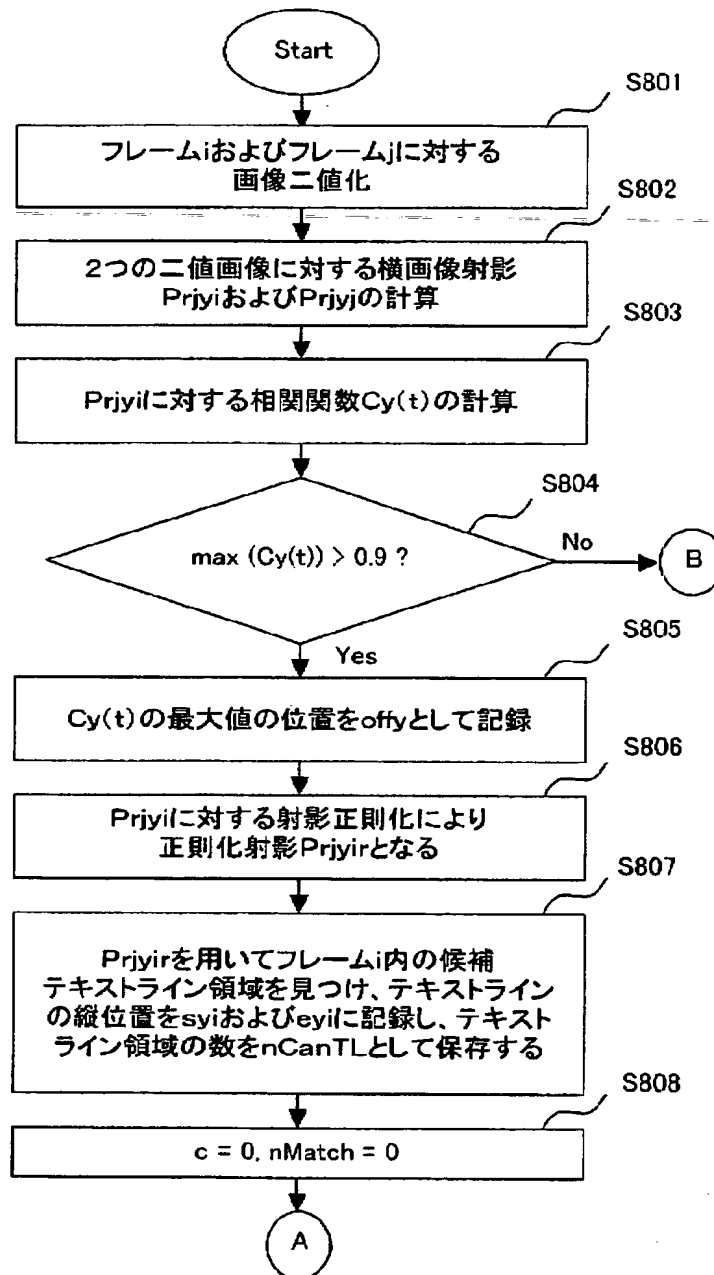 Start
S801
フレームiおよびフレームjに対する
画像二値化
S802
2つの二値画像に対する横画像射影
PrjyiおよびPrjyjの計算
S803
Prjyiに対する相関関数Cy(t)の計算
S804
max (Cy(t)) > 0.9 ?
No
B
Yes
S805
Cy(t)の最大値の位置をoffyとして記録
S806
Prjyiに対する射影正則化により
正則化射影Prjyirとなる
S807
Prjyirを用いてフレームi内の候補
テキストライン領域を見つけ、テキストライン
の縦位置をsyiおよびeyiに記録し、テキスト
ライン領域の数をnCanTLとして保存する
S808
c = 0, nMatch = 0
A